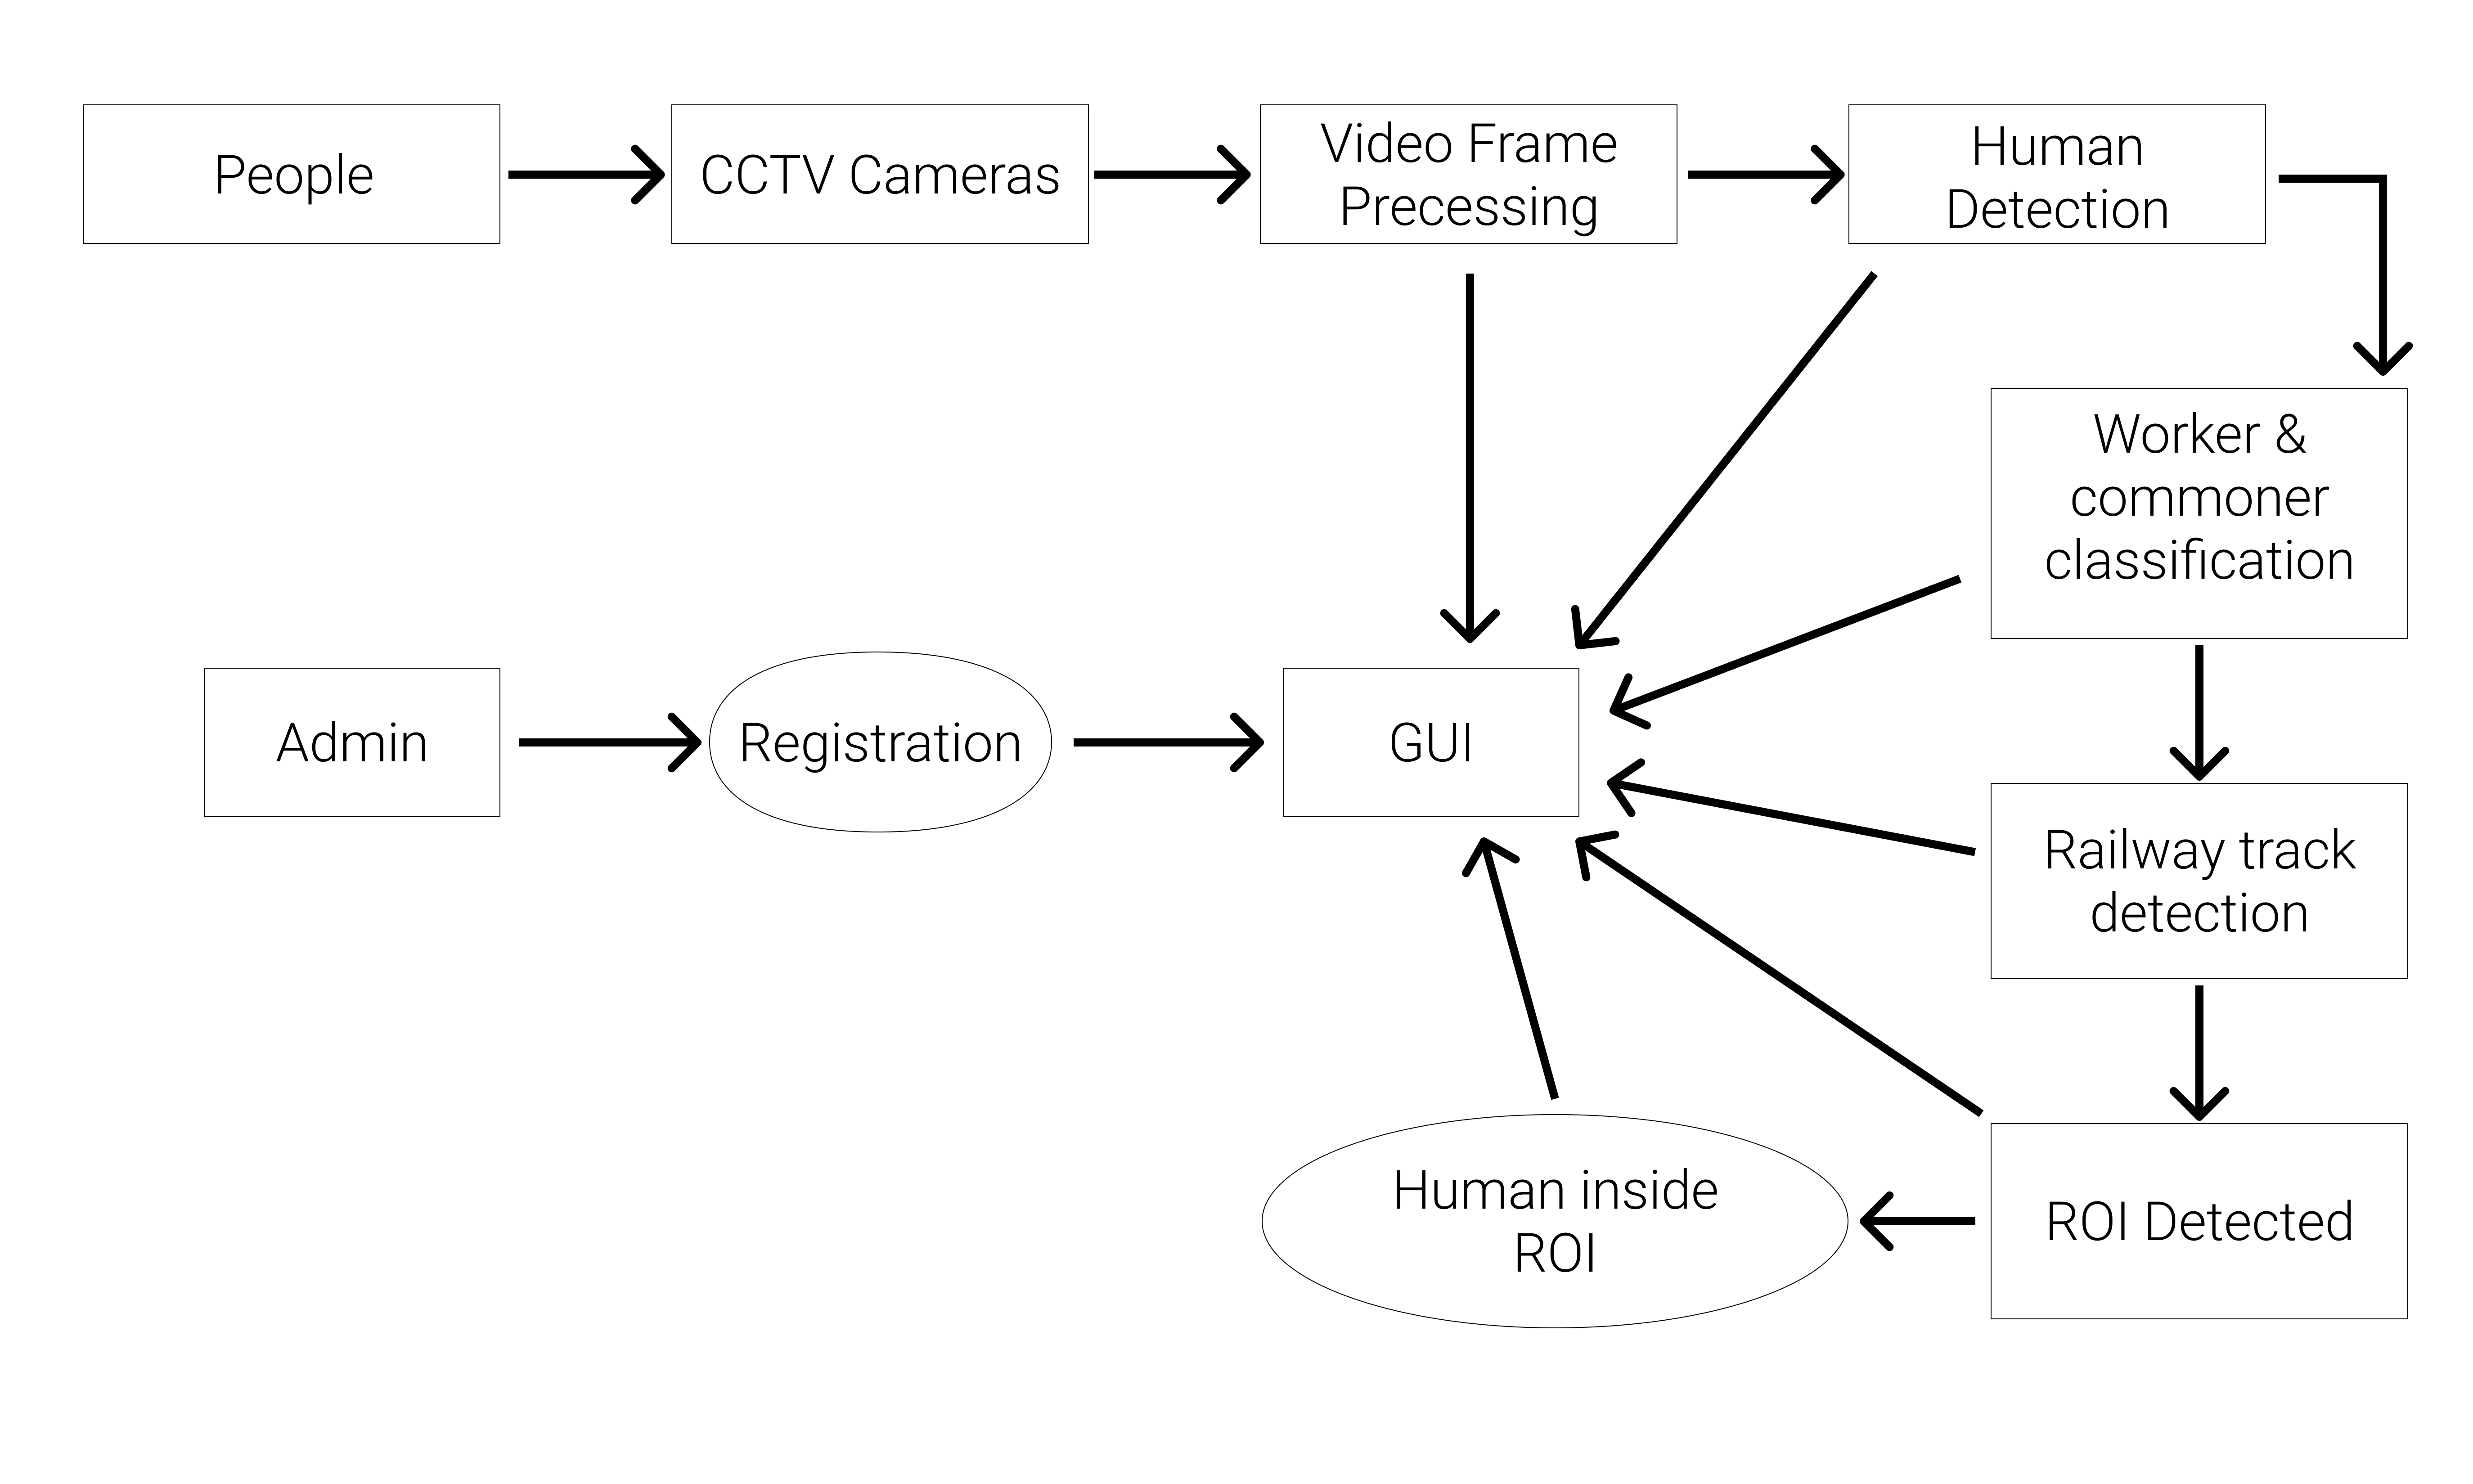 People
CCTV Cameras
Video Frame
Precessing
Human
Detection
Worker &
commoner
classification
Admin
Registration
GUI
Railway track
detection
Human inside
ROI
ROI Detected